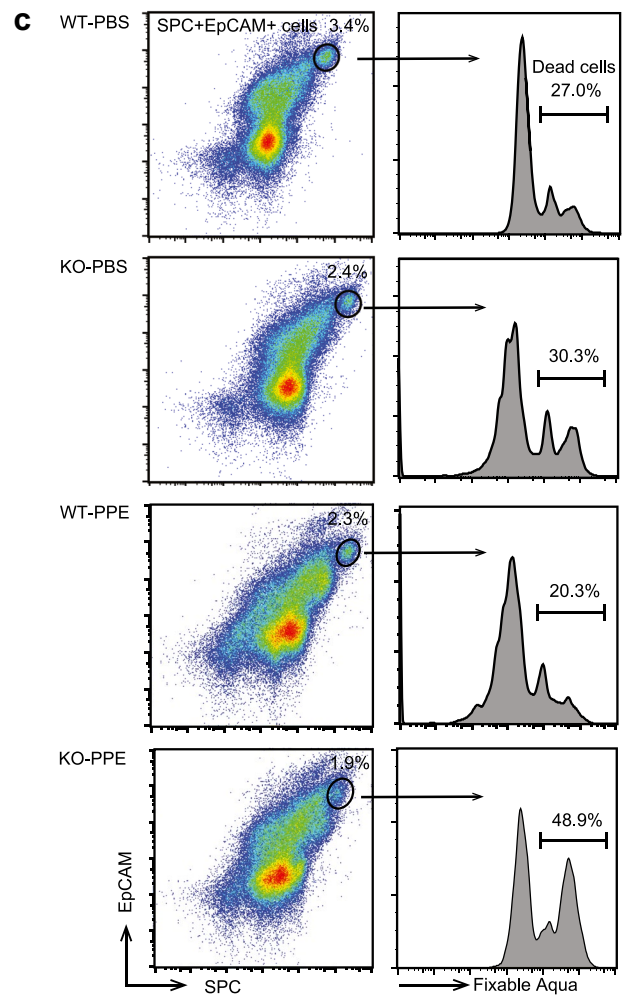 c
WT-PBS
SPC+EpCAM+ cells 3.4%
Dead cells
27.0%
KO-PBS
2.4%
30.3%
WT-PPE
2.3%
20.3%
KO-PPE
1.9%
48.9%
EpCAM
SPC
Fixable Aqua